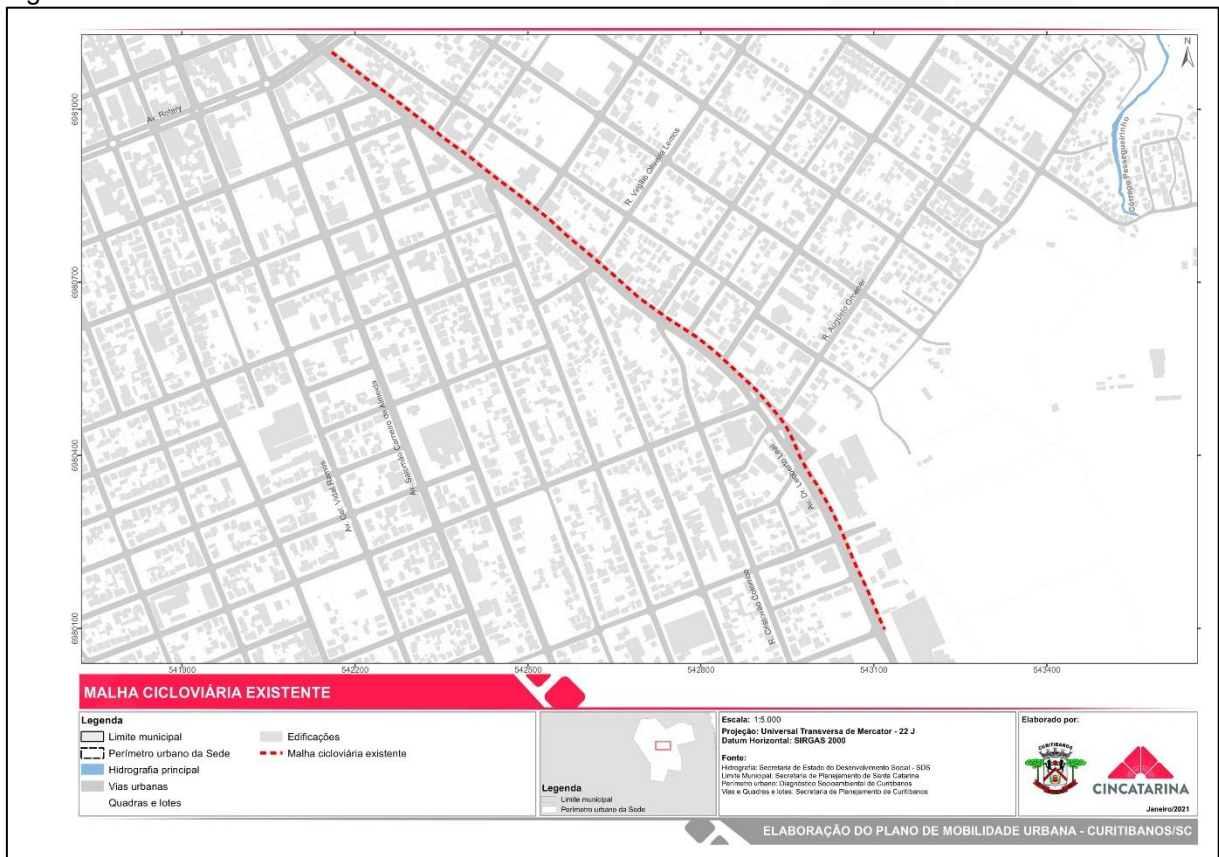 N
6981000
6980700
6980400
6980100
Av. Rotary
R. Virgílio Oliveira Lemos
Córrego Pessegueirinho
R. Augusto Groener
Av. Salomão Carneiro de Almeida
Av. Cel. Vidal Ramos
Av. Dr. Leoberto Leal
R. Cristovão Colombo
541900
542200
542500
542800
543100
543400
MALHA CICLOVIÁRIA EXISTENTE
Legenda
Limite municipal
Perímetro urbano da Sede
Hidrografia principal
Vias urbanas
Quadras e lotes
Edificações
Malha cicloviária existente
Legenda
Limite municipal
Perímetro urbano da Sede
Escala: 1:5.000
Projeção: Universal Transversa de Mercator - 22 J
Datum Horizontal: SIRGAS 2000
Fonte:
Hidrografia: Secretaria de Estado do Desenvolvimento Social - SDS
Limite Municipal: Secretaria de Planejamento de Santa Catarina
Perímetro urbano: Diagnóstico Socioambiental de Curitibanos
Vias e Quadras e lotes: Secretaria de Planejamento de Curitibanos
Elaborado por:
CURITIBANOS
CINCATARINA
Janeiro/2021
ELABORAÇÃO DO PLANO DE MOBILIDADE URBANA - CURITIBANOS/SC